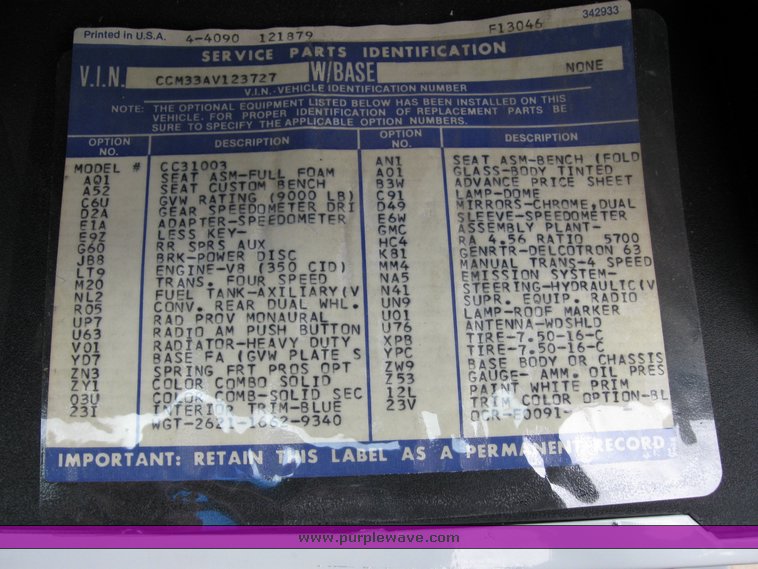 342933
Printed in U.S.A. 4-4090 121879 F13046
SERVICE PARTS IDENTIFICATION
V.I.N. CCM33AV123727 W/BASE NONE
V.I.N.-VEHICLE IDENTIFICATION NUMBER
NOTE: THE OPTIONAL EQUIPMENT LISTED BELOW HAS BEEN INSTALLED ON THIS
VEHICLE. FOR PROPER IDENTIFICATION OF REPLACEMENT PARTS BE
SURE TO SPECIFY THE APPLICABLE OPTION NUMBERS.
OPTION NO. DESCRIPTION
MODEL # CC31003
AQ1 SEAT ASM-FULL FOAM
A52 SEAT CUSTOM BENCH
C6U GVW RATING (9000 LB)
D2A GEAR SPEEDOMETER DRI
E1A ADAPTER-SPEEDOMETER
E9Z LESS KEY-
G60 RR SPRS AUX
JB8 BRK-POWER DISC
LT9 ENGINE-V8 (350 CID)
M20 TRANS. FOUR SPEED
NL2 FUEL TANK-AXILIARY(V
R05 CONV. REAR DUAL WHL.
UP7 RAD PROV MONAURAL
U63 RADIO AM PUSH BUTTON
V01 RADIATOR-HEAVY DUTY
YD7 BASE FA (GVW PLATE S
ZN3 SPRING FRT PROS OPT
ZY1 COLOR COMBO SOLID
03U COLOR COMB-SOLID SEC
23I INTERIOR TRIM-BLUE
WGT-2621-1662-9340
OPTION NO. DESCRIPTION
AN1 SEAT ASM-BENCH (FOLD
A01 GLASS-BODY TINTED
B3W ADVANCE PRICE SHEET
C91 LAMP-DOME
D49 MIRRORS-CHROME,DUAL
E6W SLEEVE-SPEEDOMETER
GMC ASSEMBLY PLANT-
HC4 RA 4.56 RATIO 5700
K81 GENRTR-DELCOTRON 63
MM4 MANUAL TRANS-4 SPEED
NA5 EMISSION SYSTEM-
N41 STEERING-HYDRAULTC(V
UN9 SUPR. EQUIP. RADIO
U01 LAMP-ROOF MARKER
U76 ANTENNA-WDSHLD
XPB TIRE-7.50-16-C
YPC TIRE-7.50-16-C
ZW9 BASE BODY OR CHASSIS
Z53 GAUGE- AMM. OIL PRES
12L PAINT WHITE PRIM
23V TRIM COLOR OPTION-BL
IMPORTANT: RETAIN THIS LABEL AS A PERMANENT RECORD
www.purplewave.com